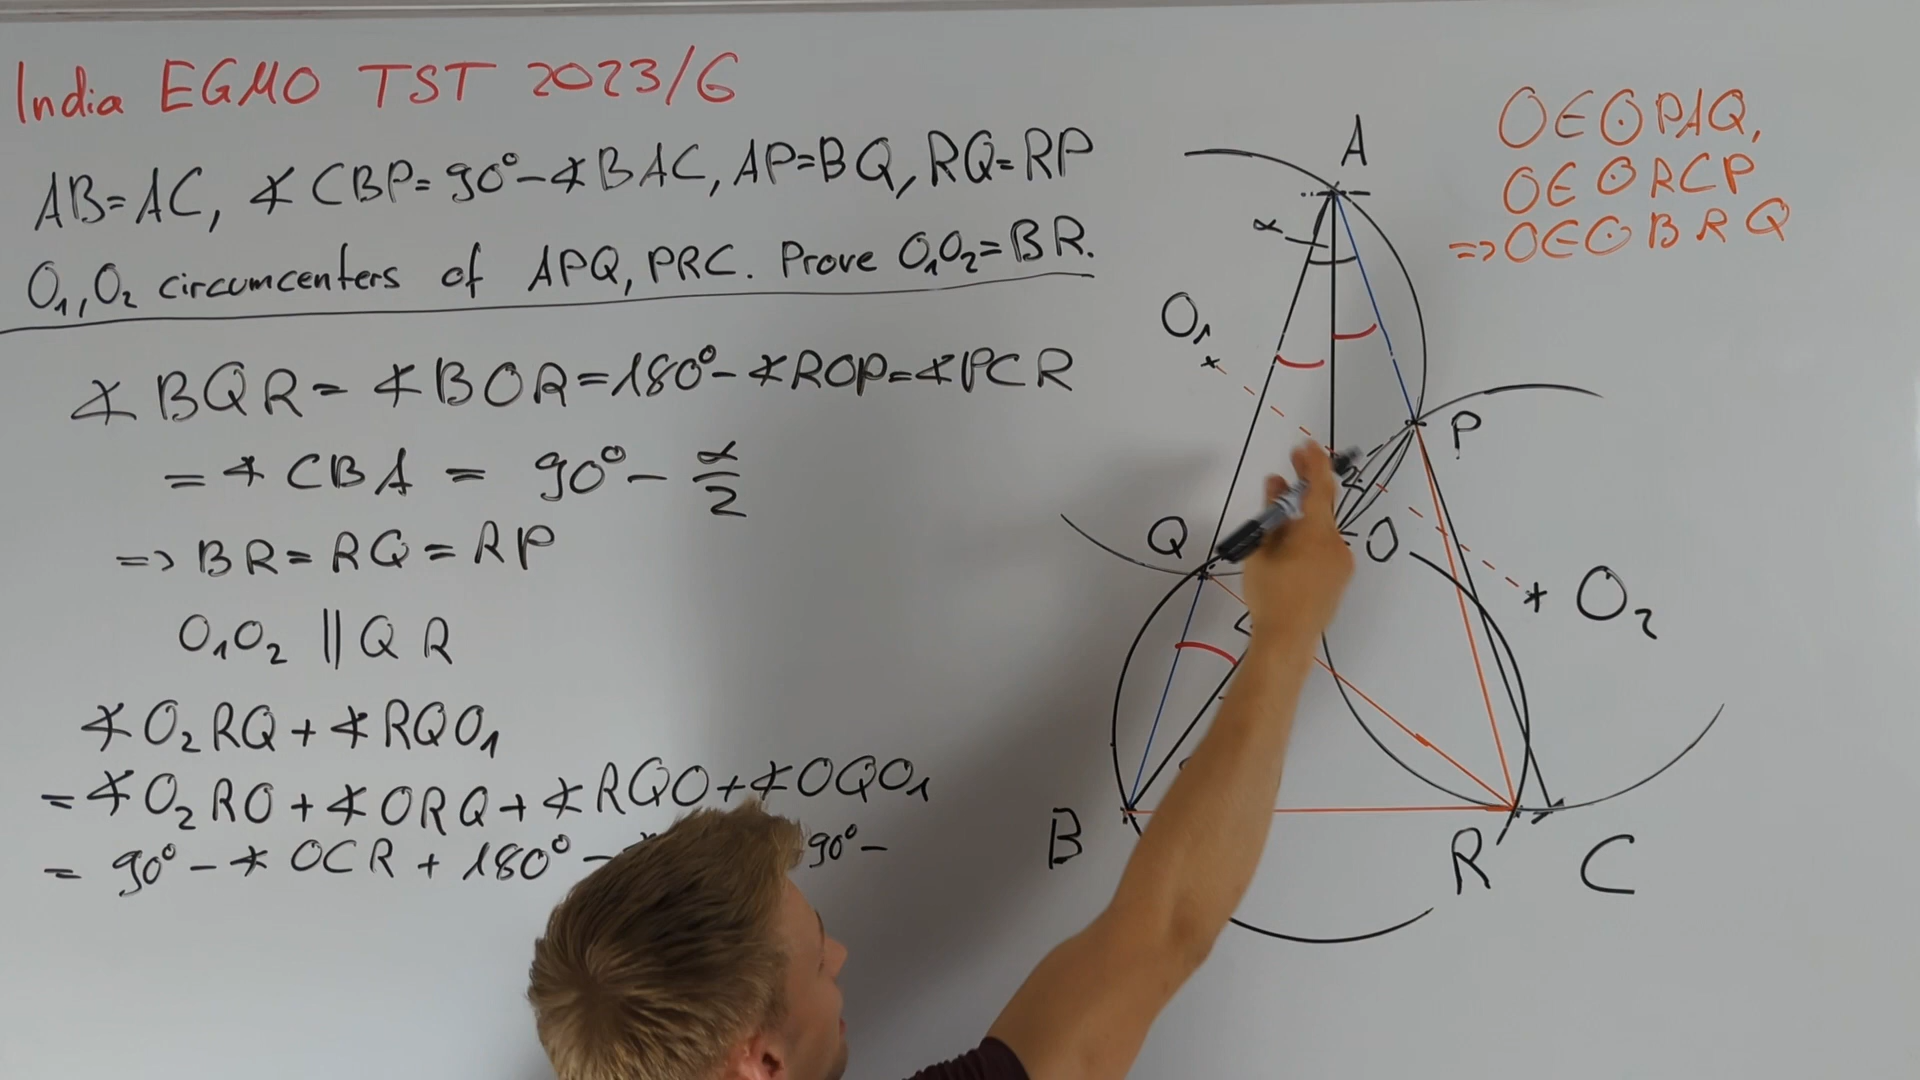 India EGMO TST 2023/6
AB=AC, ∢CBP=90°-∢BAC, AP=BQ, RQ=RP
O₁,O₂ circumcenters of APQ, PRC. Prove O₁O₂=BR.
∢BQR=∢BOR=180°-∢ROP=∢PCR
=∢CBA=90°-α/2
=>BR=RQ=RP
O₁O₂ || QR
∢O₂RQ+∢RQO₁
=∢O₂RO+∢ORQ+∢RQO+∢OQO₁
=90°-∢OCR+180°-
90°-
O∈⊙PAQ,
O∈⊙RCP
=>O∈⊙BRQ
A
α
O₁
P
Q
O
O₂
B
R
C